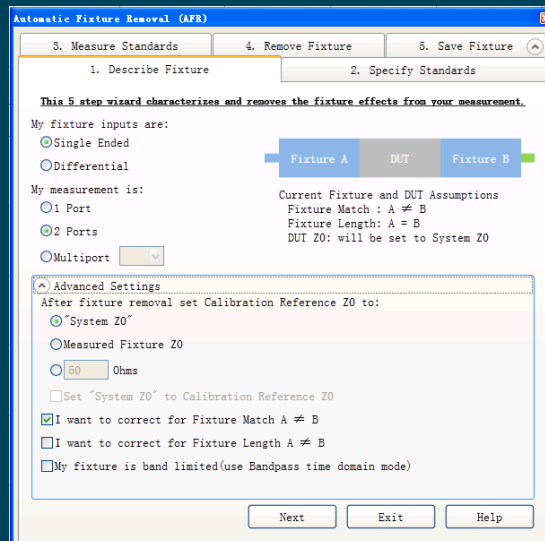 Automatic Fixture Removal (AFR)
3. Measure Standards
4. Remove Fixture
5. Save Fixture
1. Describe Fixture
2. Specify Standards
This 5 step wizard characterizes and removes the fixture effects from your measurement.
My fixture inputs are:
Single Ended
Differential
Fixture A
DUT
Fixture B
My measurement is:
1 Port
2 Ports
Multiport
Current Fixture and DUT Assumptions
Fixture Match : A ≠ B
Fixture Length: A = B
DUT Z0: will be set to System Z0
Advanced Settings
After fixture removal set Calibration Reference Z0 to:
"System Z0"
Measured Fixture Z0
50 Ohms
Set "System Z0" to Calibration Reference Z0
I want to correct for Fixture Match A ≠ B
I want to correct for Fixture Length A ≠ B
My fixture is band limited(use Bandpass time domain mode)
Next
Exit
Help